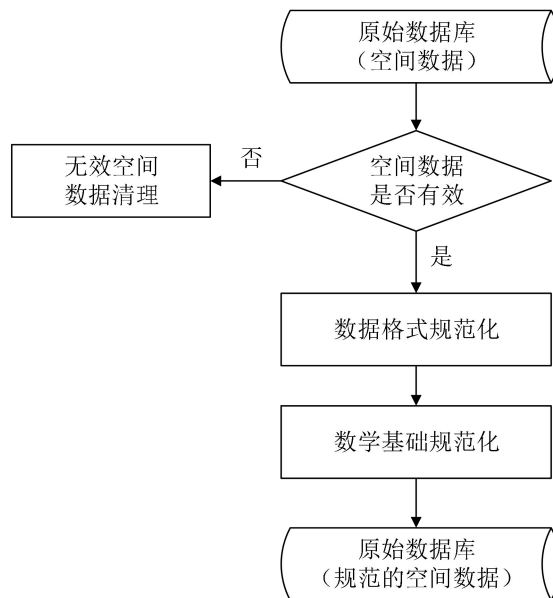 原始数据库
（空间数据）
否
无效空间
数据清理
空间数据
是否有效
是
数据格式规范化
数学基础规范化
原始数据库
（规范的空间数据）